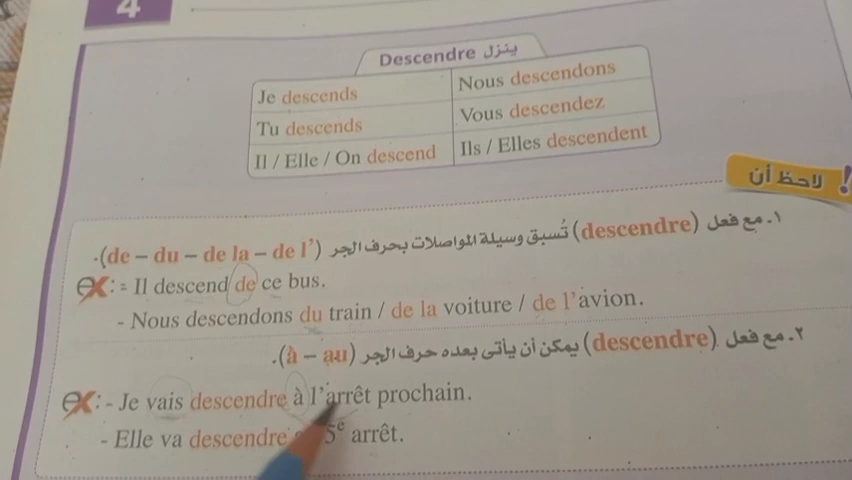 4
Descendre ينزل
Je descends
Nous descendons
Tu descends
Vous descendez
Il / Elle / On descend
Ils / Elles descendent
لاحظ أن !
١. مع فعل (descendre) تُسبق وسيلة المواصلات بحرف الجر (de – du – de la – de l’).
ex: - Il descend de ce bus.
- Nous descendons du train / de la voiture / de l’avion.
٢. مع فعل (descendre) يمكن أن يأتى بعده حرف الجر (à – au).
ex: - Je vais descendre à l’arrêt prochain.
- Elle va descendre 5e arrêt.